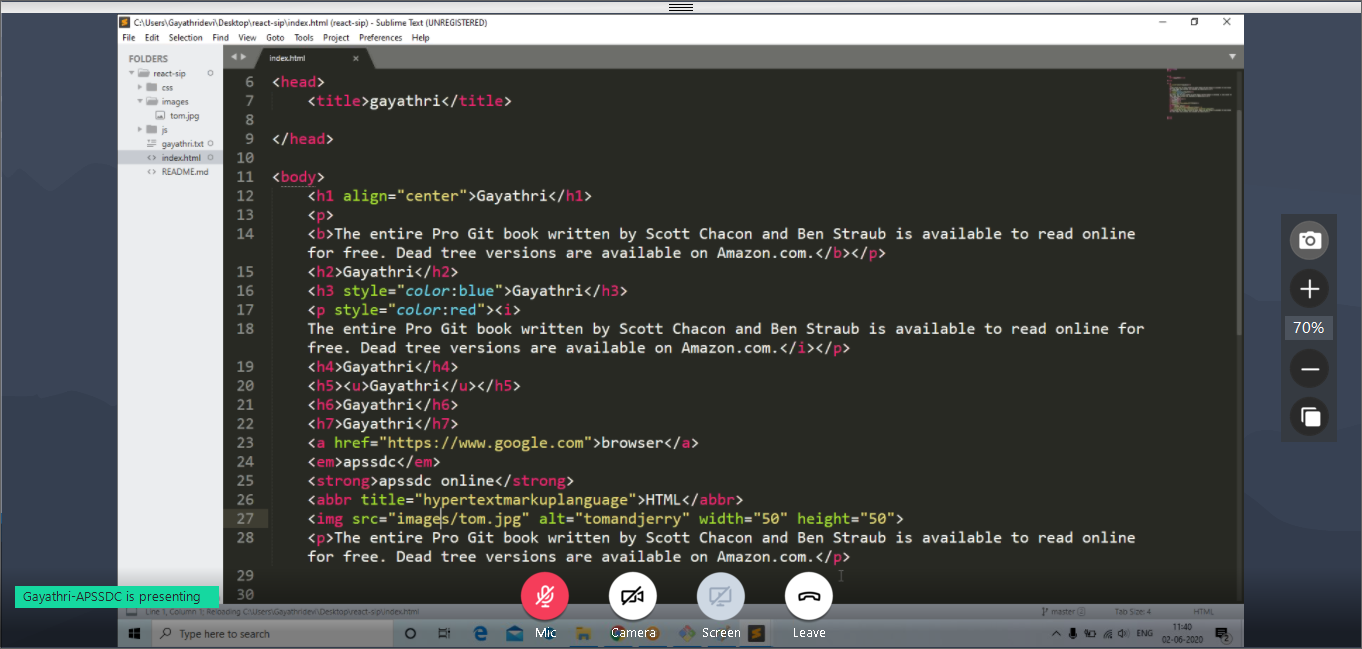 C:\Users\Gayathridevi\Desktop\react-sip\index.html (react-sip) - Sublime Text (UNREGISTERED)
File Edit Selection Find View Goto Tools Project Preferences Help
FOLDERS
react-sip
css
images
tom.jpg
js
gayathri.txt
index.html
README.md
index.html
6 <head>
7 <title>gayathri</title>
8
9 </head>
10
11 <body>
12 <h1 align="center">Gayathri</h1>
13 <p>
14 <b>The entire Pro Git book written by Scott Chacon and Ben Straub is available to read online
for free. Dead tree versions are available on Amazon.com.</b></p>
15 <h2>Gayathri</h2>
16 <h3 style="color:blue">Gayathri</h3>
17 <p style="color:red"><i>
18 The entire Pro Git book written by Scott Chacon and Ben Straub is available to read online for
free. Dead tree versions are available on Amazon.com.</i></p>
19 <h4>Gayathri</h4>
20 <h5><u>Gayathri</u></h5>
21 <h6>Gayathri</h6>
22 <h7>Gayathri</h7>
23 <a href="https://www.google.com">browser</a>
24 <em>apssdc</em>
25 <strong>apssdc online</strong>
26 <abbr title="hypertextmarkuplanguage">HTML</abbr>
27 <img src="images/tom.jpg" alt="tomandjerry" width="50" height="50">
28 <p>The entire Pro Git book written by Scott Chacon and Ben Straub is available to read online
for free. Dead tree versions are available on Amazon.com.</p>
29
30
70%
Gayathri-APSSDC is presenting
Line 1, Column 1; Reloading C:\Users\Gayathridevi\Desktop\react-sip\index.html
master
Tab Size: 4
HTML
Type here to search
Mic
Camera
Screen
Leave
ENG
11:40
02-06-2020
2